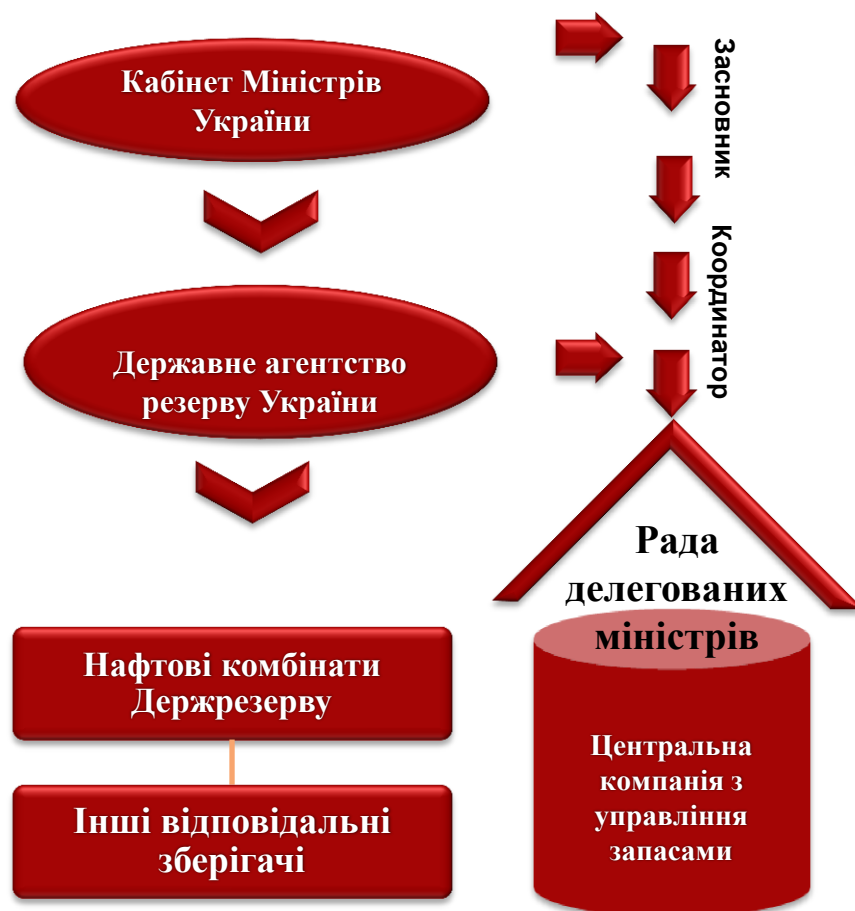 Кабінет Міністрів
України
Засновник
Координатор
Державне агентство
резерву України
Рада
делегованих
міністрів
Нафтові комбінати
Держрезерву
Інші відповідальні
зберігачі
Центральна
компанія з
управління
запасами